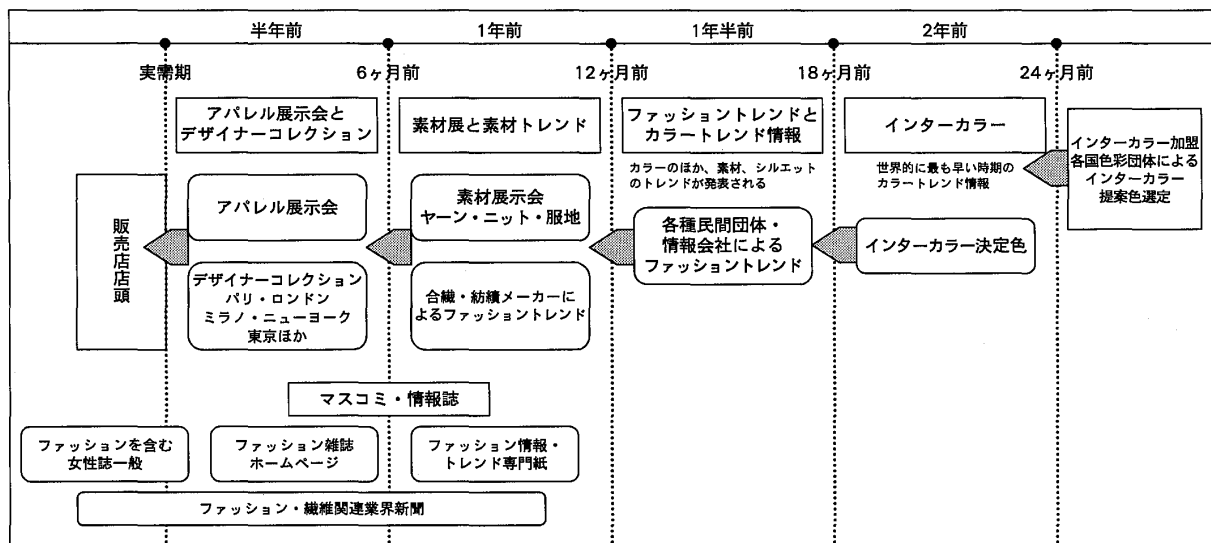 半年前
1年前
1年半前
2年前
実需期
6ヶ月前
12ヶ月前
18ヶ月前
24ヶ月前
アパレル展示会と
デザイナーコレクション
素材展と素材トレンド
ファッショントレンドと
カラートレンド情報
インターカラー
カラーのほか、素材、シルエット
のトレンドが発表される
世界的に最も早い時期の
カラートレンド情報
インターカラー加盟
各国色彩団体による
インターカラー
提案色選定
販売店店頭
アパレル展示会
素材展示会
ヤーン・ニット・服地
各種民間団体・
情報会社による
ファッショントレンド
インターカラー決定色
デザイナーコレクション
パリ・ロンドン
ミラノ・ニューヨーク
東京ほか
合繊・紡績メーカーに
よるファッショントレンド
マスコミ・情報誌
ファッションを含む
女性誌一般
ファッション雑誌
ホームページ
ファッション情報・
トレンド専門紙
ファッション・繊維関連業界新聞